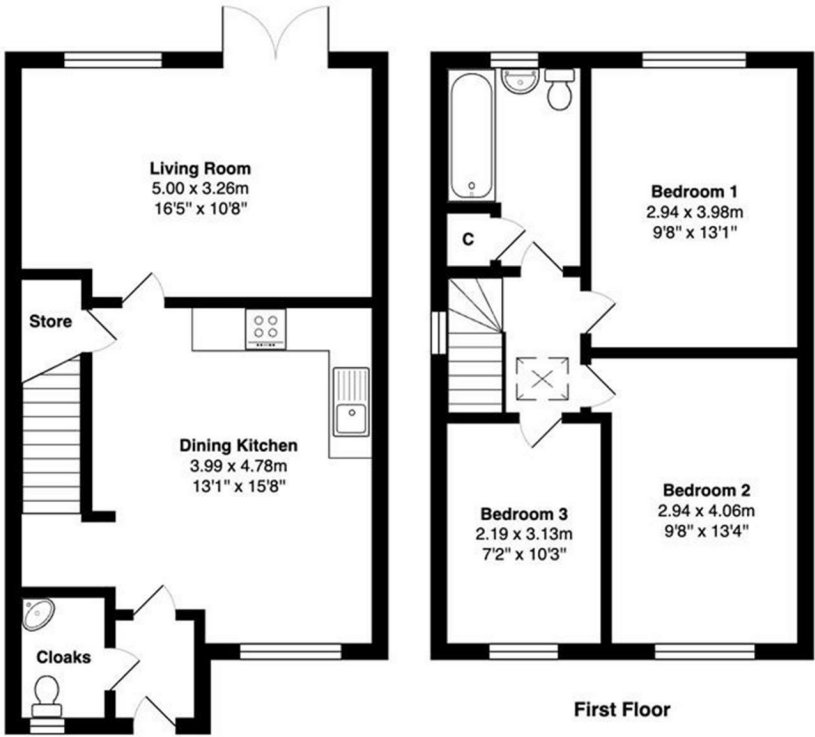 Living Room
5.00 x 3.26m
16'5" x 10'8"
Store
Dining Kitchen
3.99 x 4.78m
13'1" x 15'8"
Cloaks
C
Bedroom 1
2.94 x 3.98m
9'8" x 13'1"
Bedroom 2
2.94 x 4.06m
9'8" x 13'4"
Bedroom 3
2.19 x 3.13m
7'2" x 10'3"
First Floor